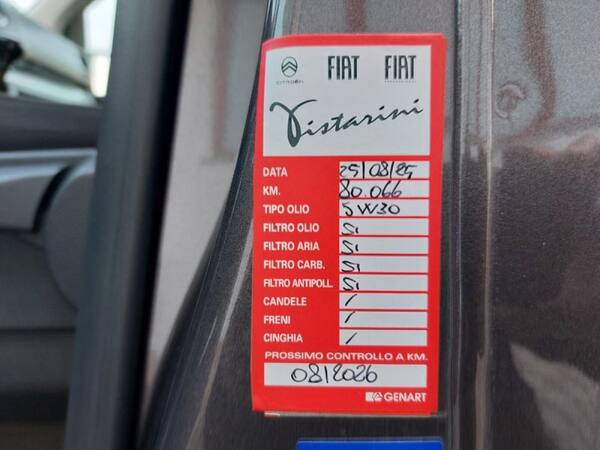 CITROËN FIAT FIAT
Vistarini
DATA 25/08/25
KM. 80.066
TIPO OLIO 5W30
FILTRO OLIO SI
FILTRO ARIA SI
FILTRO CARB. SI
FILTRO ANTIPOLL. SI
CANDELE /
FRENI /
CINGHIA /
PROSSIMO CONTROLLO A KM.
08/2026
GENART